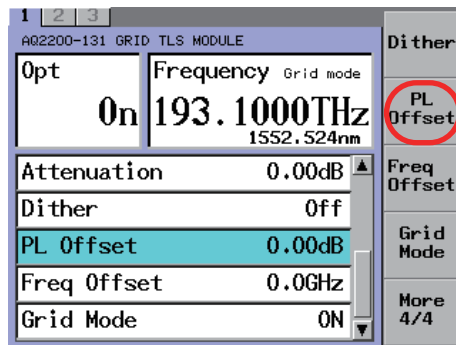 1 2 3
AQ2200-131 GRID TLS MODULE
Opt
On
Frequency Grid mode
193.1000THz
1552.524nm
Attenuation 0.00dB
Dither Off
PL Offset 0.00dB
Freq Offset 0.0GHz
Grid Mode ON
Dither
PL
Offset
Freq
Offset
Grid
Mode
More
4/4